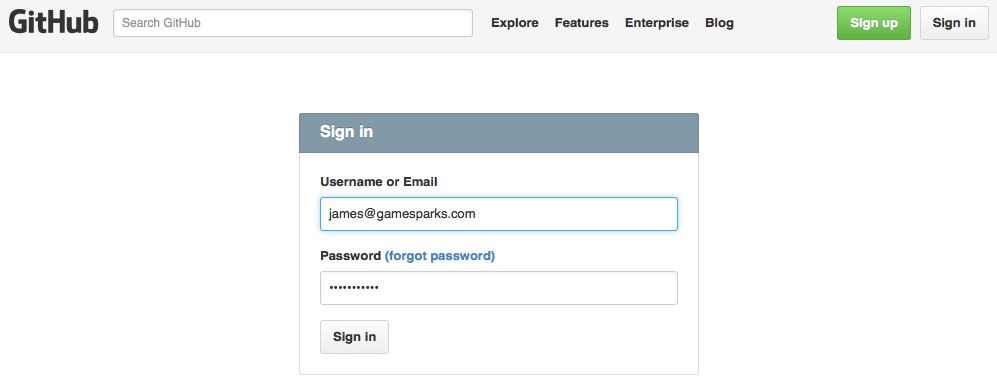 GitHub Search GitHub Explore Features Enterprise Blog Sign up Sign in
Sign in
Username or Email
james@gamesparks.com
Password (forgot password)
•••••••••••
Sign in